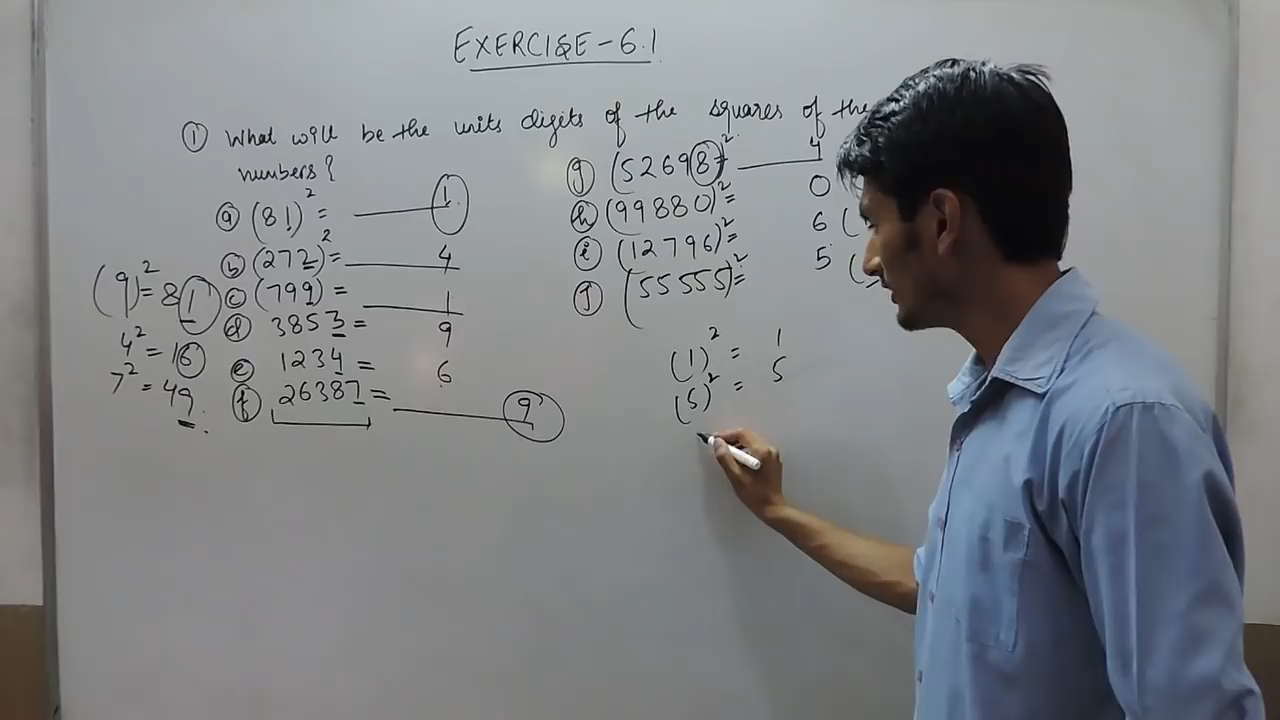 EXERCISE - 6.1
① What will be the units digits of the squares of the
numbers?
ⓐ (81)² = 1
ⓑ (272)² = 4
ⓒ (799) = 1
ⓓ 3853 = 9
ⓔ 1234 = 6
ⓕ 26387 = 9
(9)² = 81
4² = 16
7² = 49.
ⓖ (52698)² 4
ⓗ (99880)² = 0
ⓘ (12796)² = 6 (
ⓙ (55555)² = 5 (
(1)² = 1
(5)² = 5